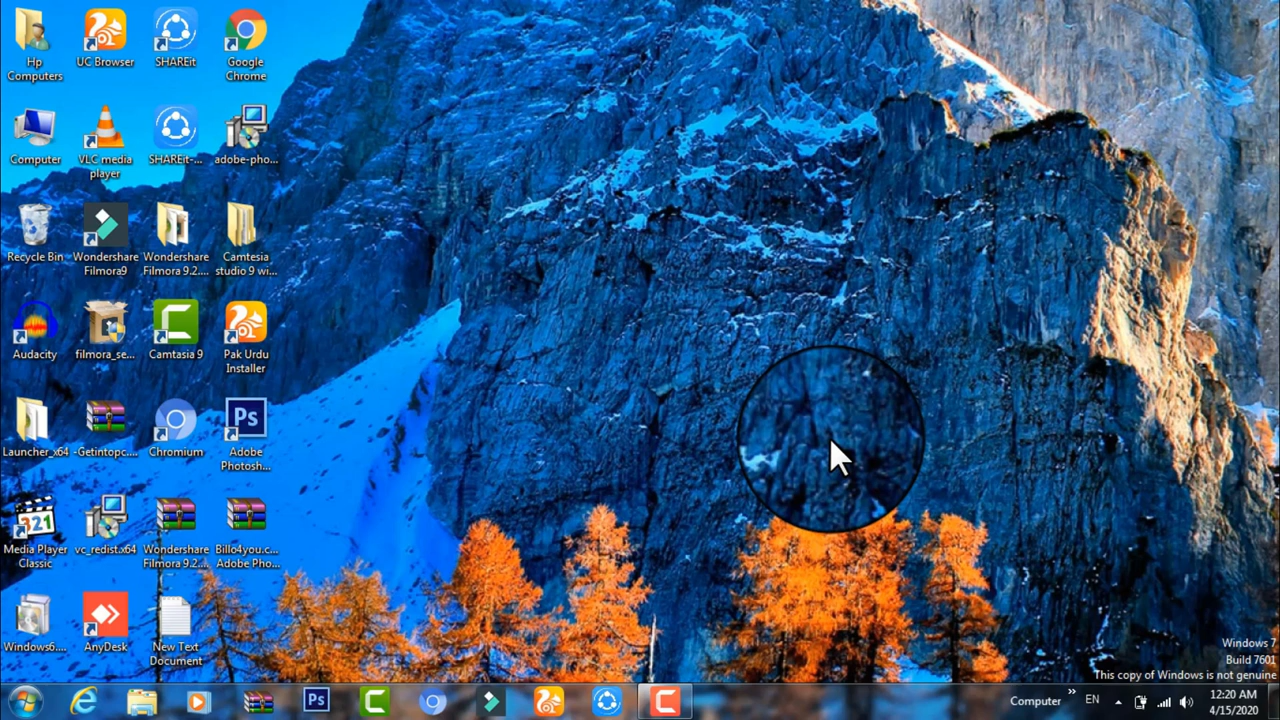 Hp
Computers
UC Browser
SHAREit
Google
Chrome
Computer
VLC media
player
SHAREit-...
adobe-pho...
Recycle Bin
Wondershare
Filmora9
Wondershare
Filmora 9.2....
Camtesia
studio 9 wi...
Audacity
filmora_se...
Camtasia 9
Pak Urdu
Installer
Launcher_x64
-Getintopc....
Chromium
Ps
Adobe
Photosh...
321
Media Player
Classic
vc_redist.x64
Wondershare
Filmora 9.2....
Billo4you.c...
Adobe Pho...
Windows6....
AnyDesk
New Text
Document
Windows 7
Build 7601
This copy of Windows is not genuine
Ps
Computer
»
EN
12:20 AM
4/15/2020